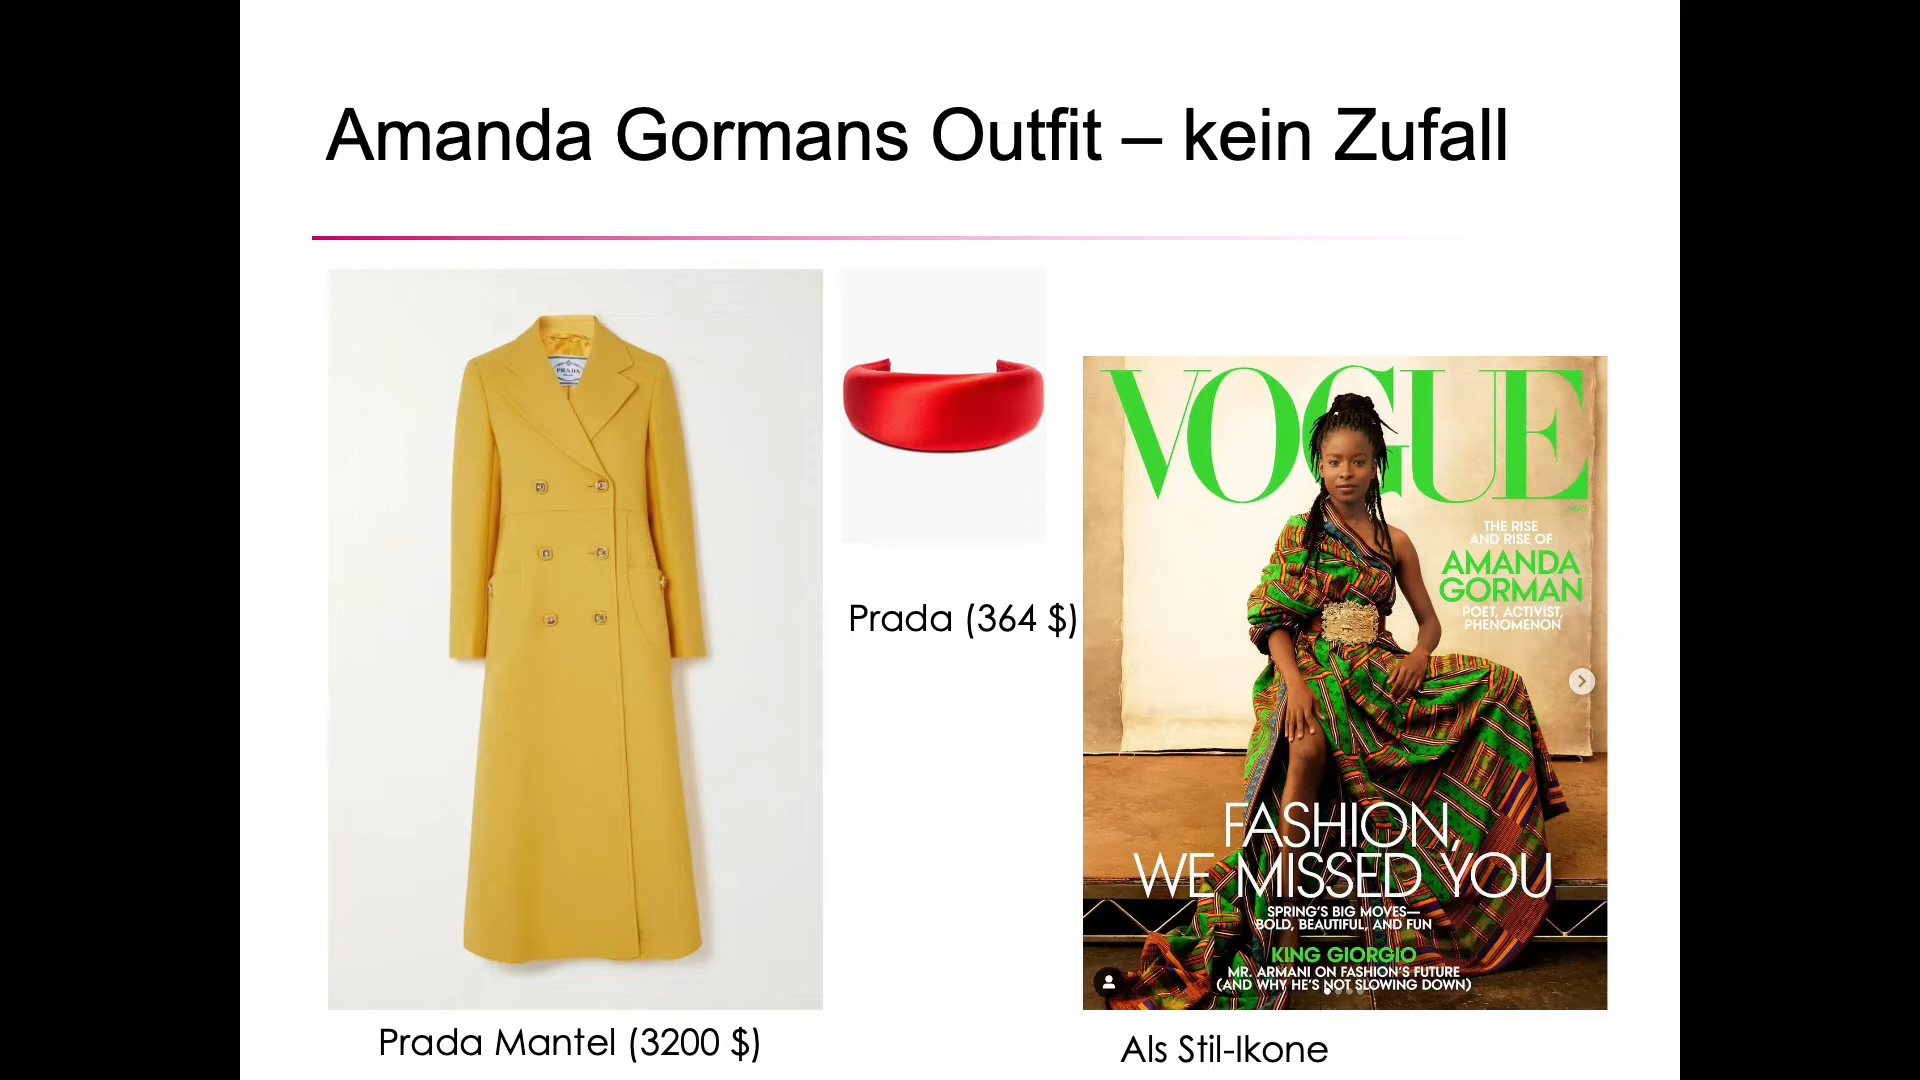 Amanda Gormans Outfit – kein Zufall
PRADA
Prada (364 $)
Prada Mantel (3200 $)
VOGUE
MAY
THE RISE
AND RISE OF
AMANDA
GORMAN
POET, ACTIVIST,
PHENOMENON
FASHION,
WE MISSED YOU
SPRING'S BIG MOVES—
BOLD, BEAUTIFUL, AND FUN
KING GIORGIO
MR. ARMANI ON FASHION'S FUTURE
(AND WHY HE'S NOT SLOWING DOWN)
Als Stil-Ikone